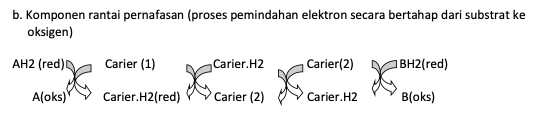 b. Komponen rantai pernafasan (proses pemindahan elektron secara bertahap dari substrat ke
oksigen)
AH2 (red) Carier (1) Carier.H2 Carier(2) BH2(red)
A(oks) Carier.H2(red) Carier (2) Carier.H2 B(oks)